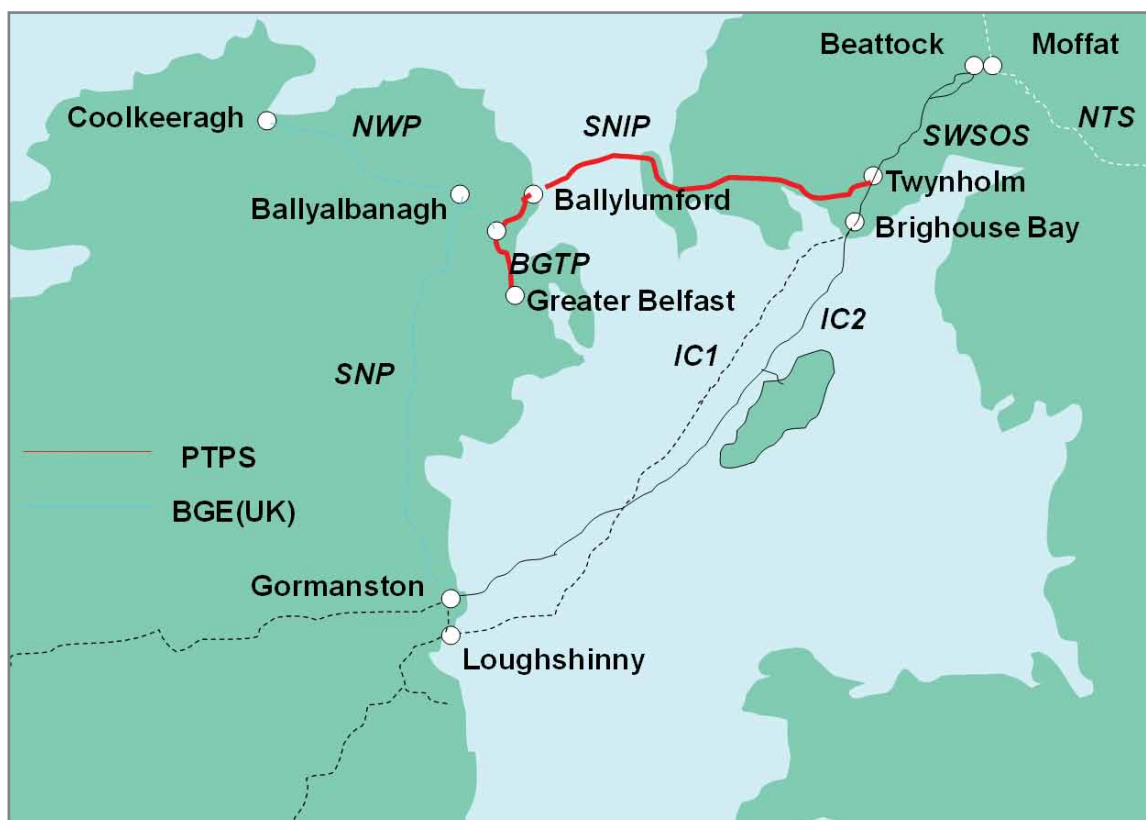 Beattock
Moffat
Coolkeeragh
NWP
SNIP
SWSOS
NTS
Ballyalbanagh
Ballylumford
Twynholm
Brighouse Bay
BGTP
Greater Belfast
IC1
IC2
SNP
PTPS
BGE(UK)
Gormanston
Loughshinny